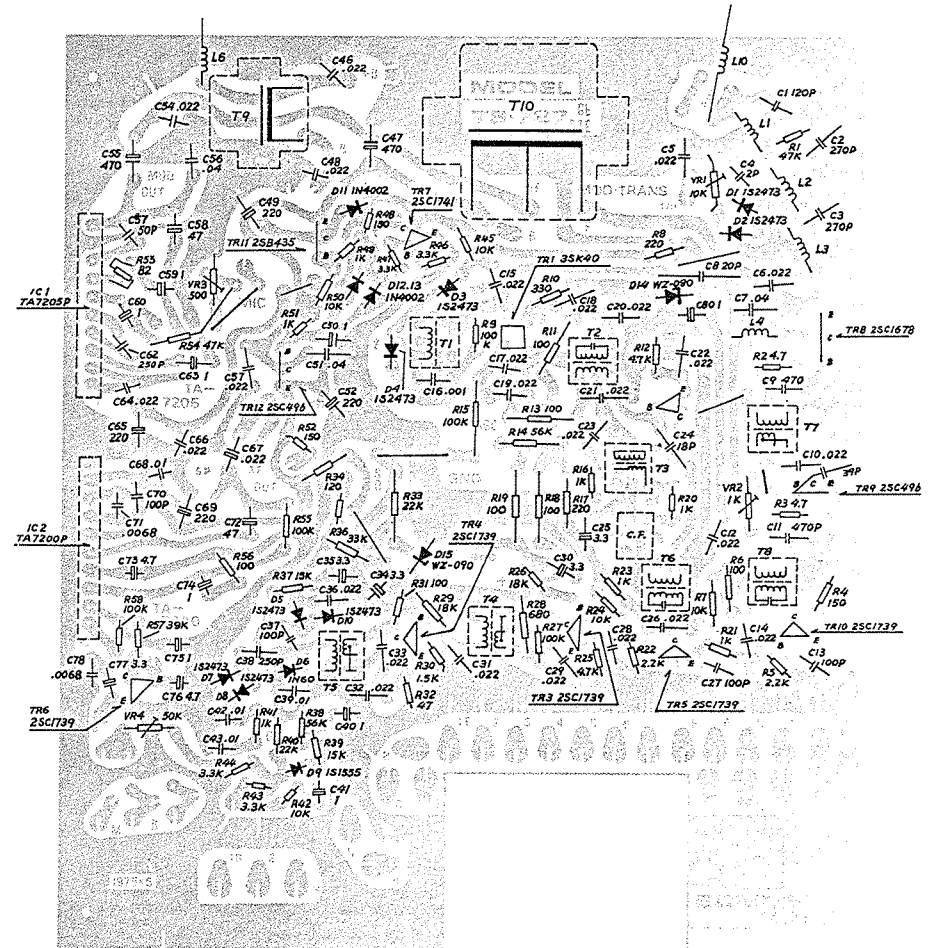 L6
C46 .022
L10
MODEL
T9
T10
C1 120P
C54 .022
L1
R1 47K
C2 270P
C47 470
C55 470
C56 .04
C5 .022
C48 .022
VR1 10K
C4 2P
L2
OUT
D11 1N4002
TR7 2SC1741
D1 1S2473
C57 50P
C58 47
C49 220
R48 150
D2 1S2473
C3 270P
TR11 2SB435
R49 1K
R47 3.3K
R46 3.3K
R45 10K
R8 220
L3
R53 82
C59 1
VR3 500
TR1 3SK40
C8 20P
C6 .022
IC1 TA7205P
R50 10K
D12.13 1N4002
D3 1S2473
C15 .022
R10 330
C18 .022
D14 WZ-090
C60 1
R51 1K
C20 .022
C80 1
C7 .04
L4
R54 47K
C50 .1
T1
R9 100K
R11 100
T2
R12 4.7K
C22 .022
TR8 2SC1678
C62 250P
C63 1
C57 .022
C51 .04
C17 .022
R2 4.7
TA-7205
D4 1S2473
C16 .001
C19 .022
C21 .022
C9 470
C64 .022
C52 220
TR12 2SC496
R15 100K
R13 100
C65 220
C66 .022
R52 150
R14 56K
C23 .022
C24 18P
T7
C67 .022
C10 .022
C68 .01
R34 120
T3
39P
OUT
R16 1K
VR2 1K
TR9 2SC496
C70 100P
C69 220
C72 47
R55 100K
R33 22K
R19 100
R18 100
R17 220
R20 1K
R3 4.7
C71 .0068
IC2 TA7200P
R36 33K
TR4 2SC1739
C25 3.3
C.F.
C12 .022
C11 470P
R56 100
D15 WZ-090
C73 4.7
C35 3.3
C34 3.3
C30 3.3
R23 1K
T6
R6 100
T8
C74 1
R37 15K
C36 .022
R31 100
R26 18K
R4 150
R58 100K
D5 1S2473
1S2473
D10
R29 18K
T4
R28 680
R24 10K
R7 10K
R57 39K
C37 100P
R27 100K
C26 .022
R21 1K
C14 .022
TR10 2SC1739
C75 1
C38 250P
C33 .022
R30 1.5K
C31 .022
C28 .022
R22 2.2K
C78 .0068
C77 3.3
1S2473 D7
D6 1N60
T5
C29 .022
R25 4.7K
C27 100P
R5 2.2K
C13 100P
C76 4.7
1S2473 D8
C39 .01
C32 .022
R32 47
TR3 2SC1739
TR5 2SC1739
TR6 2SC1739
VR4 50K
C42 .01
R41 1K
R38 56K
C40 1
C43 .01
R40 22K
R39 15K
R44 3.3K
D9 1S1555
R43 3.3K
R42 10K
C41 1